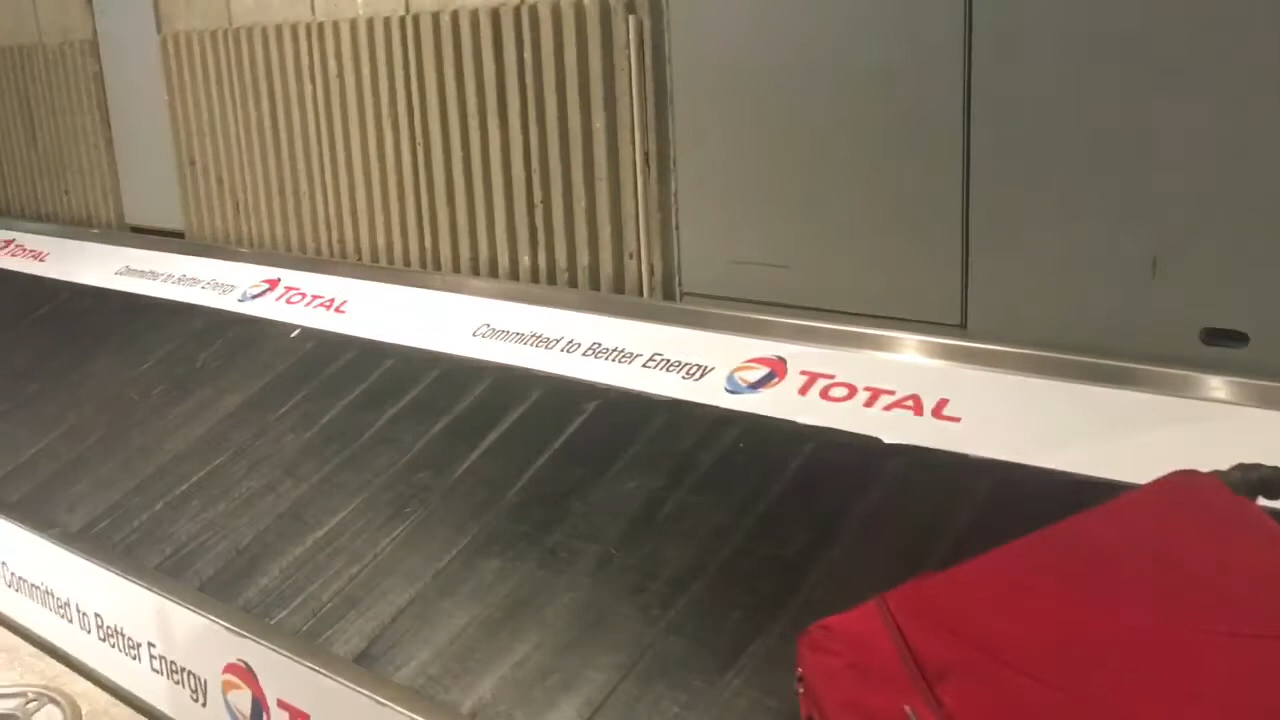 TOTAL
Committed to Better Energy TOTAL
Committed to Better Energy TOTAL
Committed to Better Energy